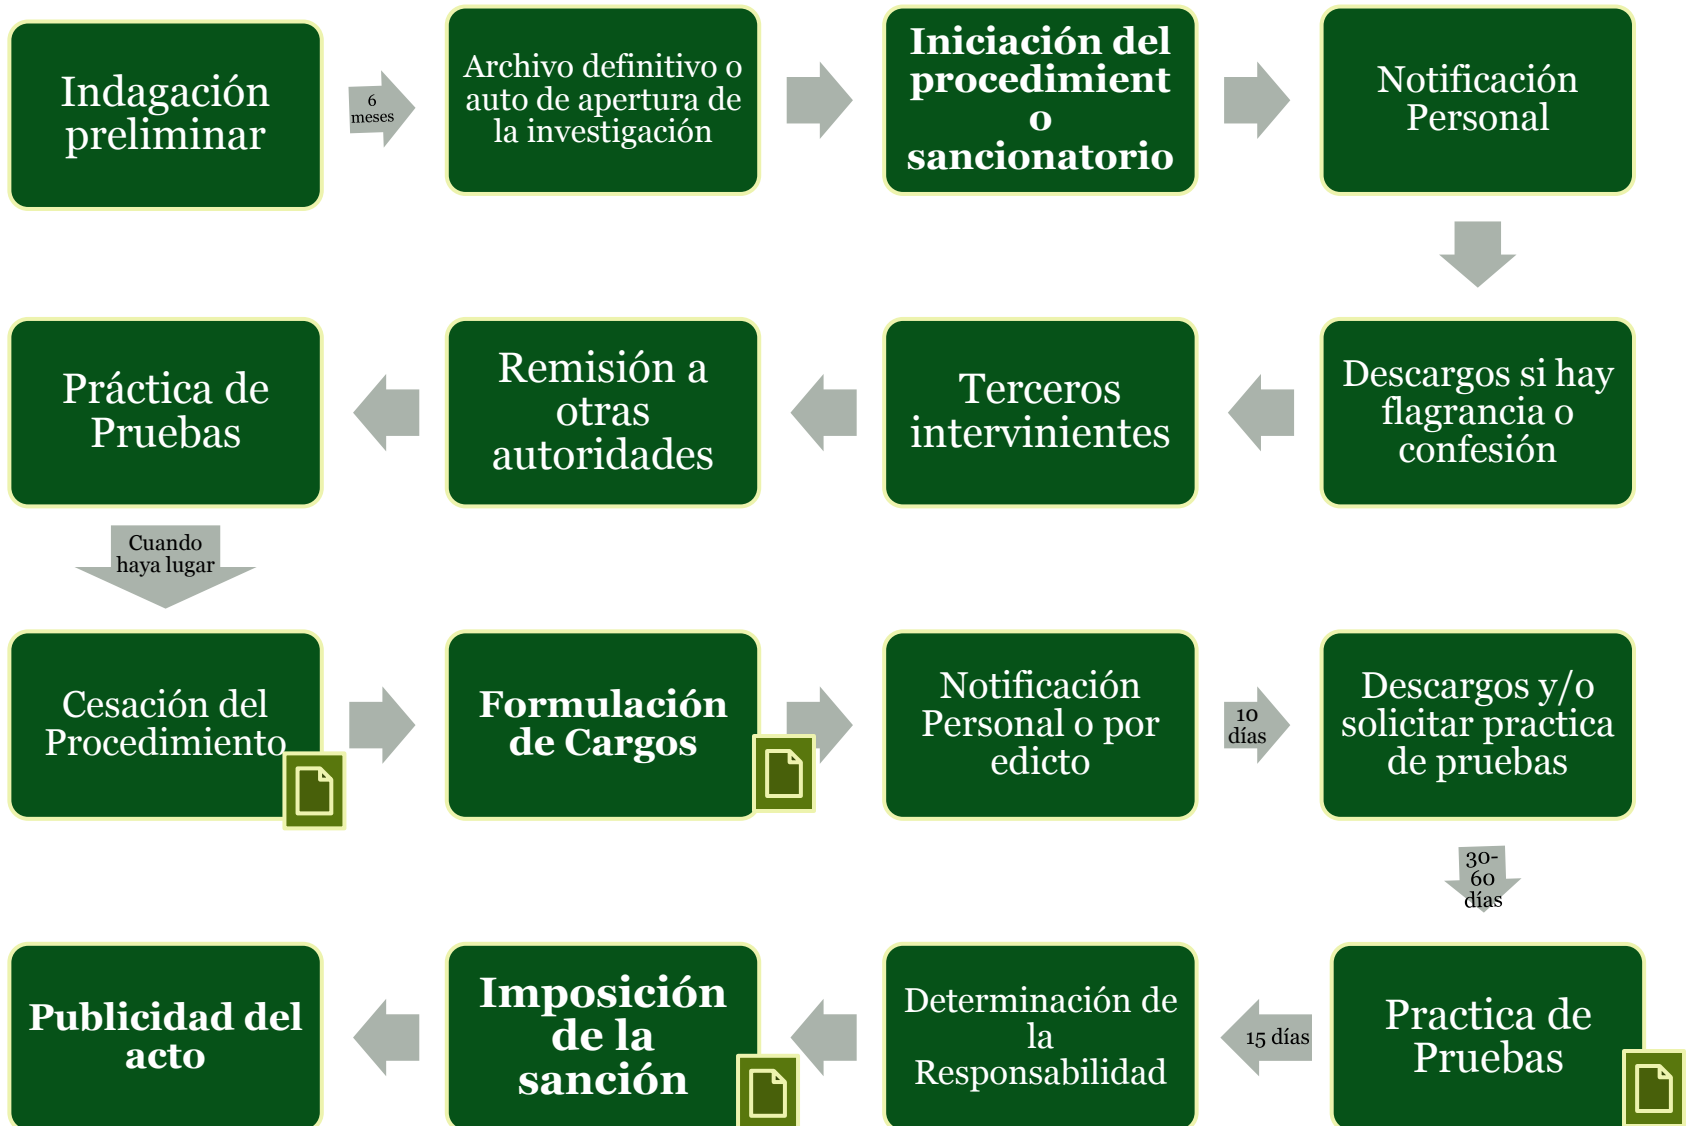 Indagación
preliminar
6
meses
Archivo definitivo o
auto de apertura de
la investigación
Iniciación del
procedimient
o
sancionatorio
Notificación
Personal
Descargos si hay
flagrancia o
confesión
Terceros
intervinientes
Remisión a
otras
autoridades
Práctica de
Pruebas
Cuando
haya lugar
Cesación del
Procedimiento
Formulación
de Cargos
Notificación
Personal o por
edicto
10
días
Descargos y/o
solicitar practica
de pruebas
30-
60
días
Practica de
Pruebas
15 días
Determinación de
la
Responsabilidad
Imposición
de la
sanción
Publicidad del
acto